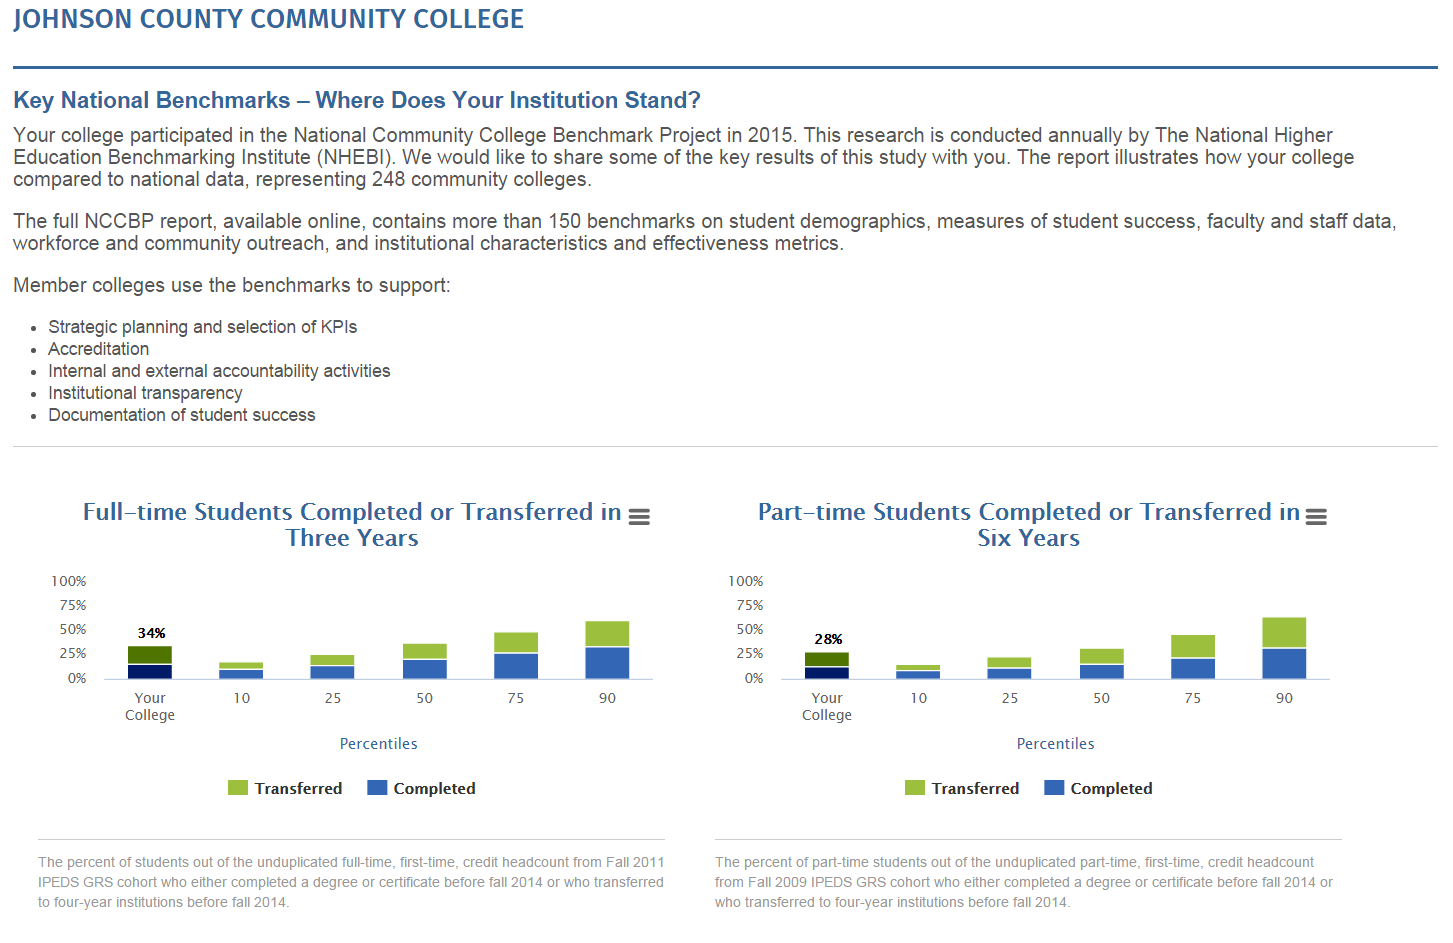 JOHNSON COUNTY COMMUNITY COLLEGE
Key National Benchmarks – Where Does Your Institution Stand?
Your college participated in the National Community College Benchmark Project in 2015. This research is conducted annually by The National Higher
Education Benchmarking Institute (NHEBI). We would like to share some of the key results of this study with you. The report illustrates how your college
compared to national data, representing 248 community colleges.
The full NCCBP report, available online, contains more than 150 benchmarks on student demographics, measures of student success, faculty and staff data,
workforce and community outreach, and institutional characteristics and effectiveness metrics.
Member colleges use the benchmarks to support:
• Strategic planning and selection of KPIs
• Accreditation
• Internal and external accountability activities
• Institutional transparency
• Documentation of student success
Full-time Students Completed or Transferred in
Three Years
100%
75%
50%
25%
0%
34%
Your
College
10
25
50
75
90
Percentiles
Transferred
Completed
The percent of students out of the unduplicated full-time, first-time, credit headcount from Fall 2011
IPEDS GRS cohort who either completed a degree or certificate before fall 2014 or who transferred
to four-year institutions before fall 2014.
Part-time Students Completed or Transferred in
Six Years
100%
75%
50%
25%
0%
28%
Your
College
10
25
50
75
90
Percentiles
Transferred
Completed
The percent of part-time students out of the unduplicated part-time, first-time, credit headcount
from Fall 2009 IPEDS GRS cohort who either completed a degree or certificate before fall 2014 or
who transferred to four-year institutions before fall 2014.